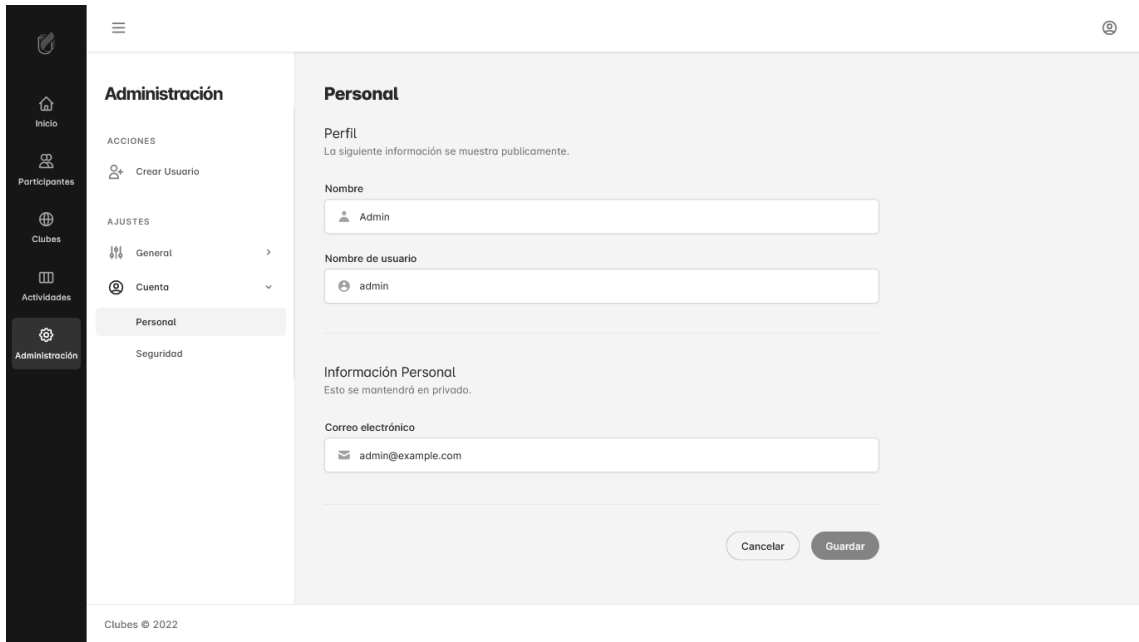 Inicio
Participantes
Clubes
Actividades
Administración
Administración
ACCIONES
Crear Usuario
AJUSTES
General
Cuenta
Personal
Seguridad
Personal
Perfil
La siguiente información se muestra publicamente.
Nombre
Admin
Nombre de usuario
admin
Información Personal
Esto se mantendrá en privado.
Correo electrónico
admin@example.com
Cancelar
Guardar
Clubes © 2022